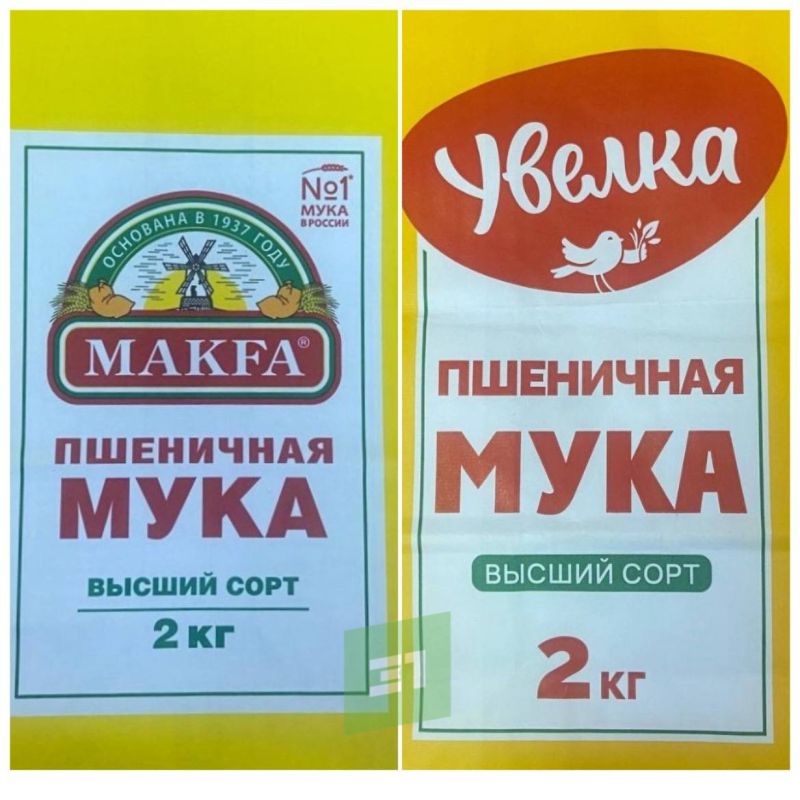 №1*
МУКА
В РОССИИ
ОСНОВАНА В 1937 ГОДУ
MAKFA®
ПШЕНИЧНАЯ
МУКА
ВЫСШИЙ СОРТ
2 КГ
Увелка
ПШЕНИЧНАЯ
МУКА
ВЫСШИЙ СОРТ
2 КГ